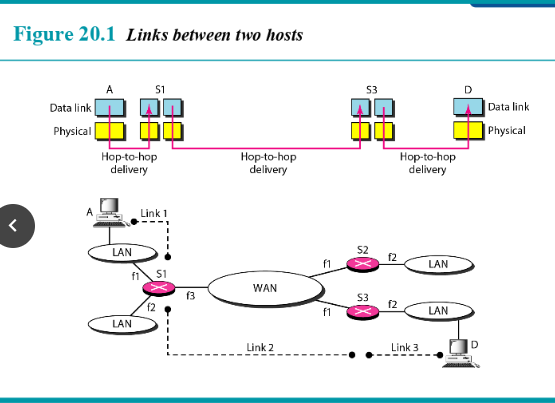 Figure 20.1 Links between two hosts
A S1 S3 D
Data link Data link
Physical Physical
Hop-to-hop Hop-to-hop Hop-to-hop
delivery delivery delivery
A Link 1
LAN S2 f2 LAN
f1 S1 f1
WAN
f3 S3
f2 f1 f2 LAN
LAN
Link 2 Link 3 D